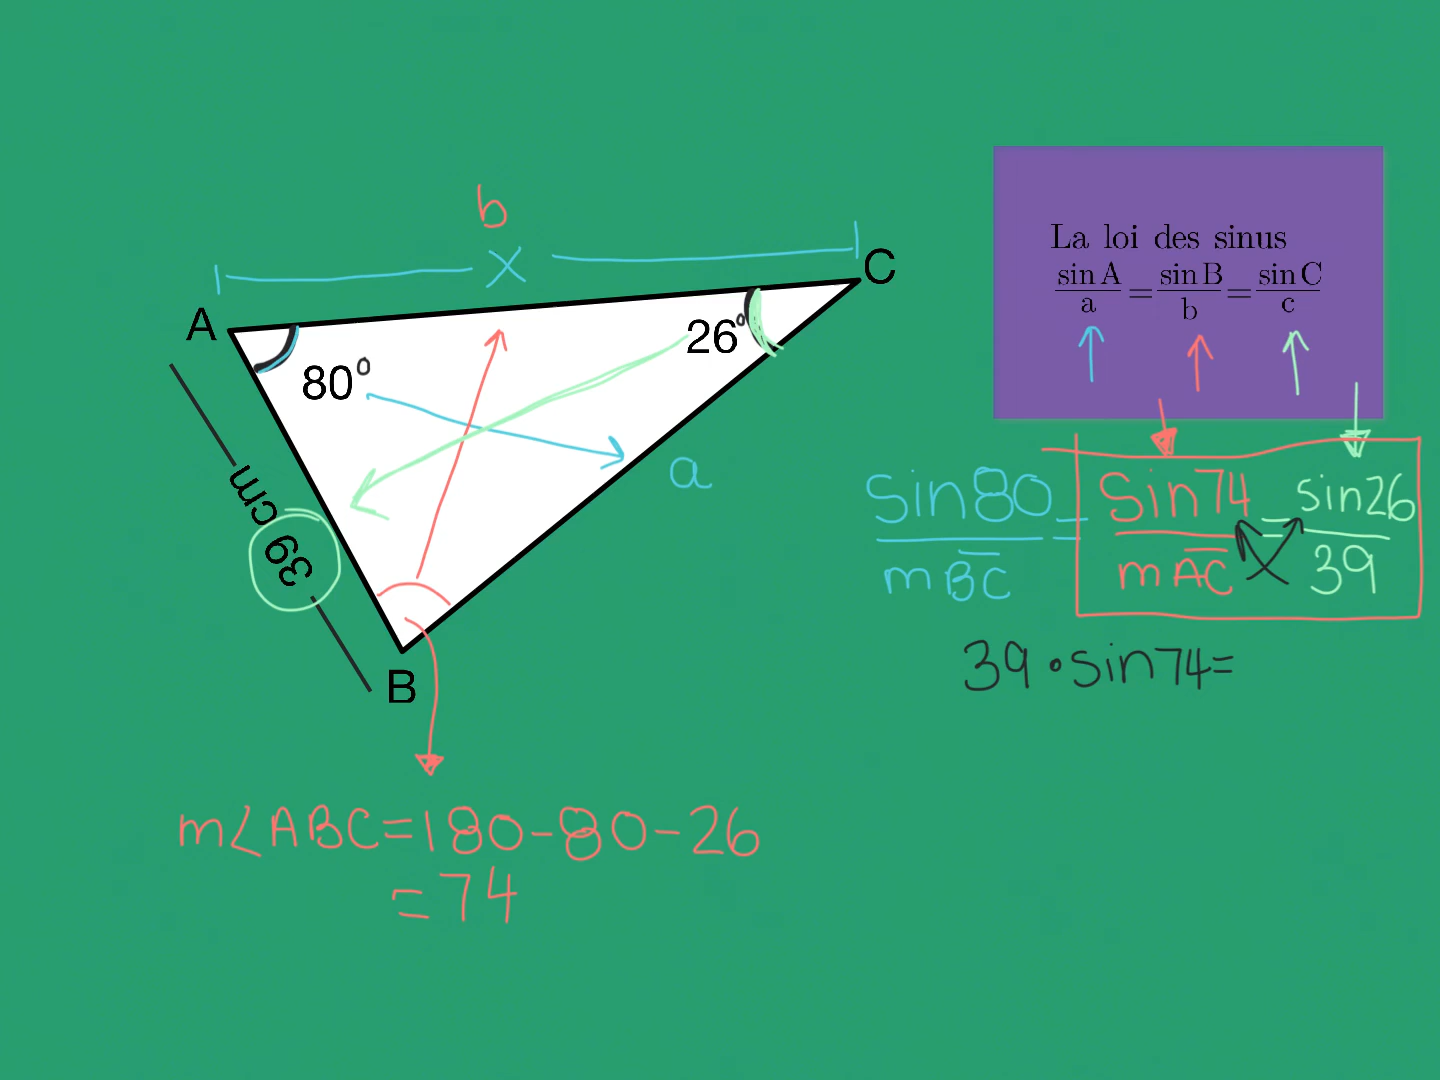 b
x
A
C
80°
26°
39 cm
a
B
La loi des sinus
sin A/a = sin B/b = sin C/c
Sin80/mBC = Sin74/mAC = sin26/39
39 • sin74=
m∠ABC=180-80-26
=74